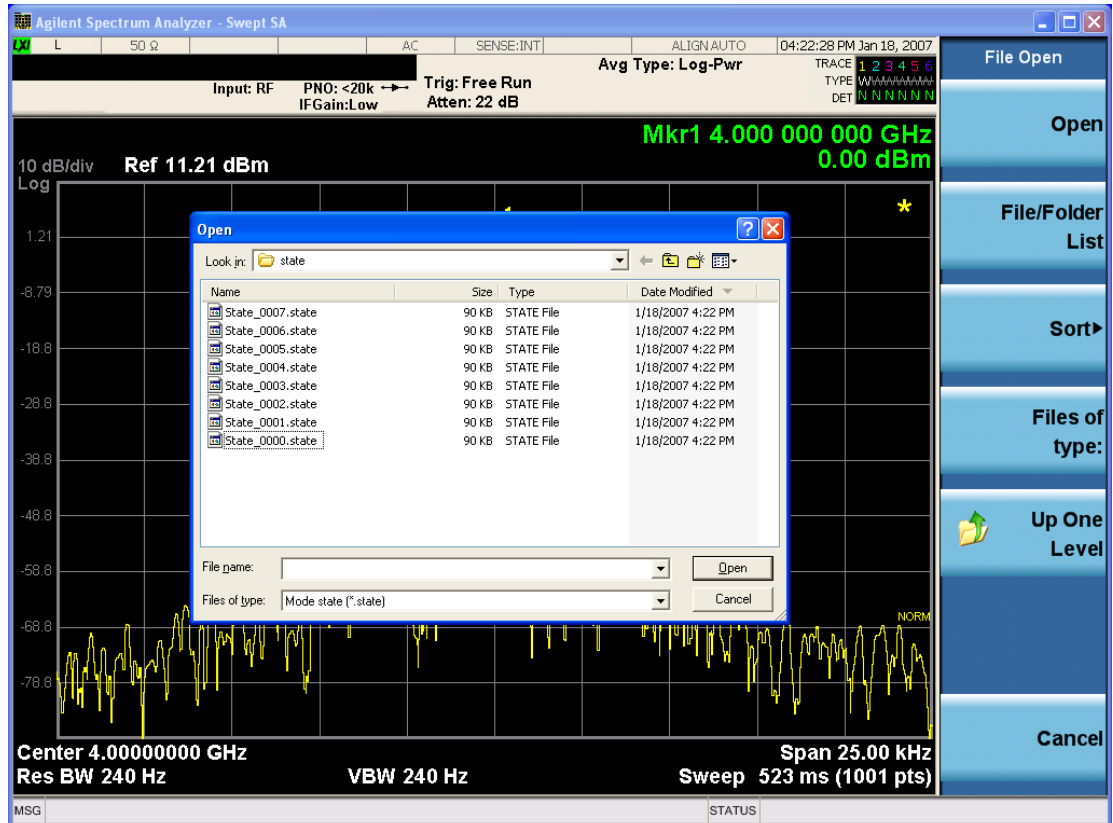 Agilent Spectrum Analyzer - Swept SA
LXI L 50 Ω AC SENSE:INT ALIGN AUTO 04:22:28 PM Jan 18, 2007
Input: RF PNO: <20k Trig: Free Run Avg Type: Log-Pwr TRACE 1 2 3 4 5 6
IFGain:Low Atten: 22 dB TYPE WWWWWW
DET N N N N N N
Mkr1 4.000 000 000 GHz
0.00 dBm
10 dB/div Ref 11.21 dBm
Log
1.21
-8.79
-18.8
-28.8
-38.8
-48.8
-58.8
-68.8
-78.8
Open
Look in: state
Name Size Type Date Modified
State_0007.state 90 KB STATE File 1/18/2007 4:22 PM
State_0006.state 90 KB STATE File 1/18/2007 4:22 PM
State_0005.state 90 KB STATE File 1/18/2007 4:22 PM
State_0004.state 90 KB STATE File 1/18/2007 4:22 PM
State_0003.state 90 KB STATE File 1/18/2007 4:22 PM
State_0002.state 90 KB STATE File 1/18/2007 4:22 PM
State_0001.state 90 KB STATE File 1/18/2007 4:22 PM
State_0000.state 90 KB STATE File 1/18/2007 4:22 PM
File name: Open
Files of type: Mode state (*.state) Cancel
NORM
Center 4.00000000 GHz Span 25.00 kHz
Res BW 240 Hz VBW 240 Hz Sweep 523 ms (1001 pts)
MSG STATUS
File Open
Open
File/Folder
List
Sort
Files of
type:
Up One
Level
Cancel